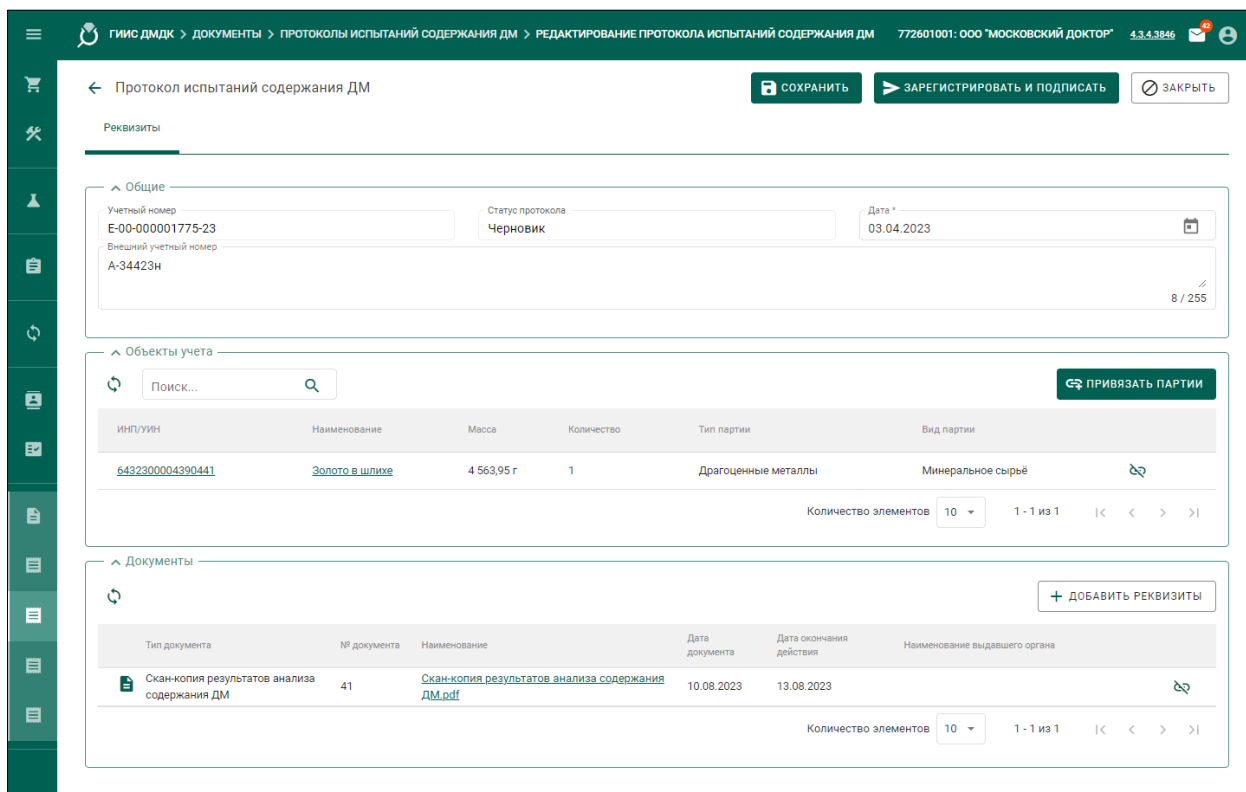 ГИИС ДМДК > ДОКУМЕНТЫ > ПРОТОКОЛЫ ИСПЫТАНИЙ СОДЕРЖАНИЯ ДМ > РЕДАКТИРОВАНИЕ ПРОТОКОЛА ИСПЫТАНИЙ СОДЕРЖАНИЯ ДМ 772601001: ООО "МОСКОВСКИЙ ДОКТОР" 4.3.4.3846 42
Протокол испытаний содержания ДМ СОХРАНИТЬ ЗАРЕГИСТРИРОВАТЬ И ПОДПИСАТЬ ЗАКРЫТЬ
Реквизиты
Общие
Учетный номер Статус протокола Дата *
E-00-000001775-23 Черновик 03.04.2023
Внешний учетный номер
А-34423н
8 / 255
Объекты учета
Поиск... ПРИВЯЗАТЬ ПАРТИИ
ИНП/УИН Наименование Масса Количество Тип партии Вид партии
6432300004390441 Золото в шлихе 4 563,95 г 1 Драгоценные металлы Минеральное сырьё
Количество элементов 10 1 - 1 из 1
Документы
ДОБАВИТЬ РЕКВИЗИТЫ
Тип документа № документа Наименование Дата документа Дата окончания действия Наименование выдавшего органа
Скан-копия результатов анализа содержания ДМ 41 Скан-копия результатов анализа содержания ДМ.pdf 10.08.2023 13.08.2023
Количество элементов 10 1 - 1 из 1